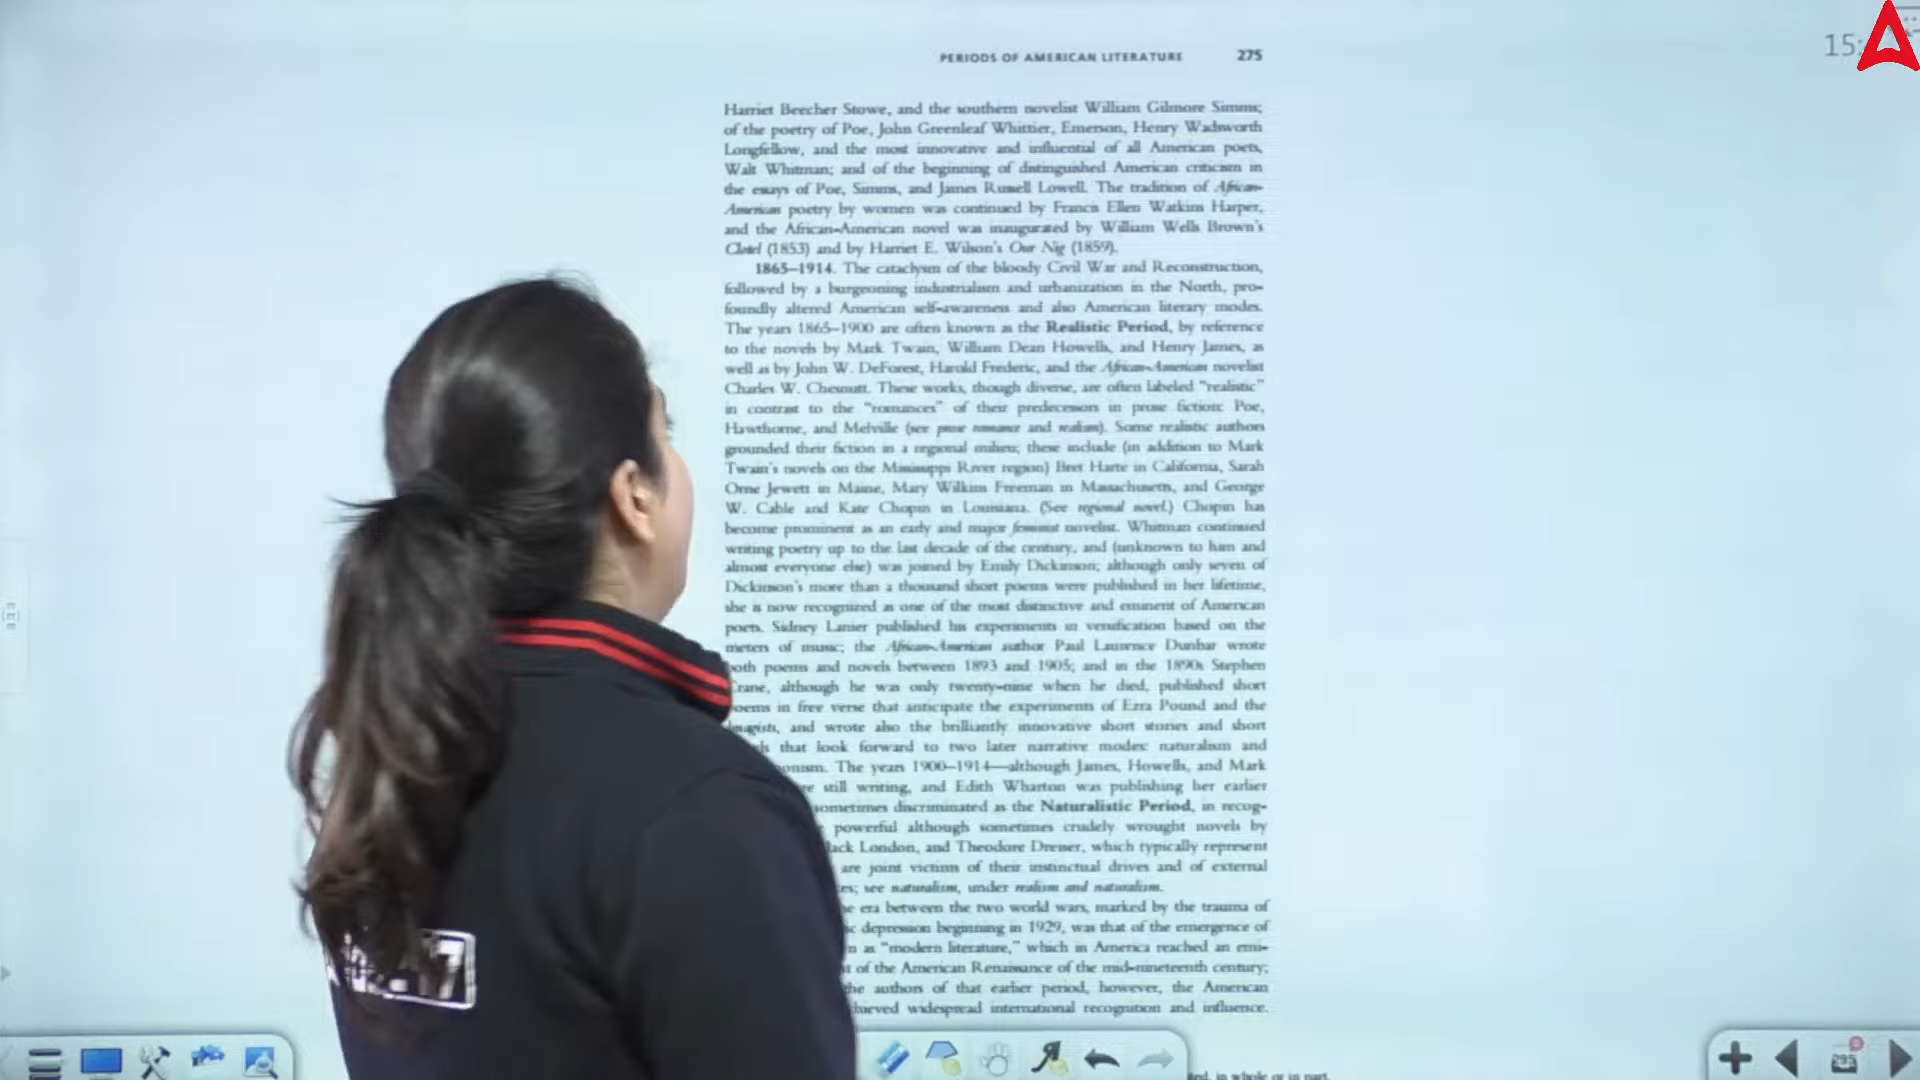 PERIODS OF AMERICAN LITERATURE 275
15:
Harriet Beecher Stowe, and the southern novelist William Gilmore Simms;
of the poetry of Poe, John Greenleaf Whittier, Emerson, Henry Wadsworth
Longfellow, and the most innovative and influential of all American poets,
Walt Whitman; and of the beginning of distinguished American criticism in
the essays of Poe, Simms, and James Russell Lowell. The tradition of African-
American poetry by women was continued by Francis Ellen Watkins Harper,
and the African-American novel was inaugurated by William Wells Brown's
Clotel (1853) and by Harriet E. Wilson's Our Nig (1859).
1865–1914. The cataclysm of the bloody Civil War and Reconstruction,
followed by a burgeoning industrialism and urbanization in the North, pro-
foundly altered American self-awareness and also American literary modes.
The years 1865–1900 are often known as the Realistic Period, by reference
to the novels by Mark Twain, William Dean Howells, and Henry James, as
well as by John W. DeForest, Harold Frederic, and the African-American novelist
Charles W. Chesnutt. These works, though diverse, are often labeled "realistic"
in contrast to the "romances" of their predecessors in prose fiction: Poe,
Hawthorne, and Melville (see prose romance and realism). Some realistic authors
grounded their fiction in a regional milieu; these include (in addition to Mark
Twain's novels on the Mississippi River region) Bret Harte in California, Sarah
Orne Jewett in Maine, Mary Wilkins Freeman in Massachusetts, and George
W. Cable and Kate Chopin in Louisiana. (See regional novel.) Chopin has
become prominent as an early and major feminist novelist. Whitman continued
writing poetry up to the last decade of the century, and (unknown to him and
almost everyone else) was joined by Emily Dickinson; although only seven of
Dickinson's more than a thousand short poems were published in her lifetime,
she is now recognized as one of the most distinctive and eminent of American
poets. Sidney Lanier published his experiments in versification based on the
meters of music; the African-American author Paul Laurence Dunbar wrote
both poems and novels between 1893 and 1905; and in the 1890s Stephen
Crane, although he was only twenty-nine when he died, published short
poems in free verse that anticipate the experiments of Ezra Pound and the
Imagists, and wrote also the brilliantly innovative short stories and short
that look forward to two later narrative modes: naturalism and
onism. The years 1900–1914—although James, Howells, and Mark
still writing, and Edith Wharton was publishing her earlier
sometimes discriminated as the Naturalistic Period, in recog-
powerful although sometimes crudely wrought novels by
Jack London, and Theodore Dreiser, which typically represent
are joint victims of their instinctual drives and of external
see naturalism, under realism and naturalism.
era between the two world wars, marked by the trauma of
depression beginning in 1929, was that of the emergence of
as "modern literature," which in America reached an emi-
of the American Renaissance of the mid-nineteenth century;
the authors of that earlier period, however, the American
hieved widespread international recognition and influence.
in whole or in part.
295